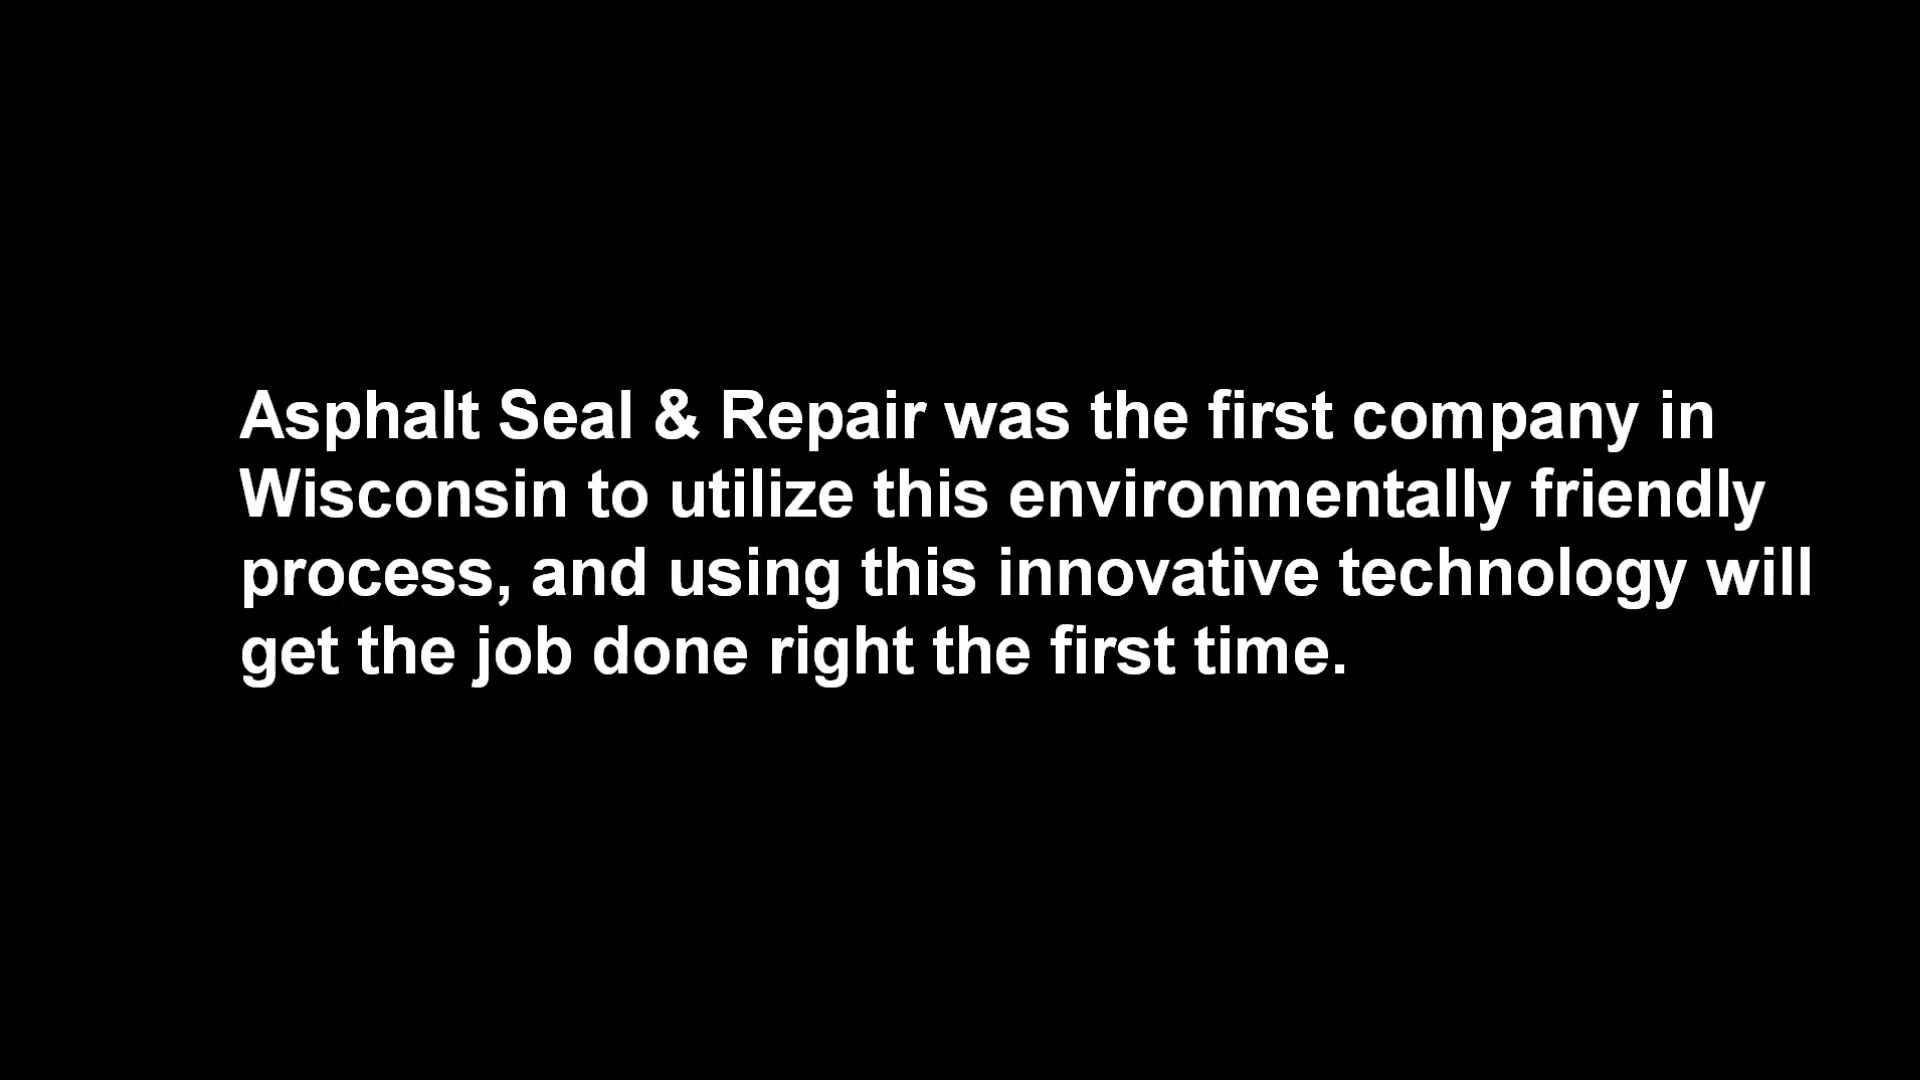 Asphalt Seal & Repair was the first company in
Wisconsin to utilize this environmentally friendly
process, and using this innovative technology will
get the job done right the first time.